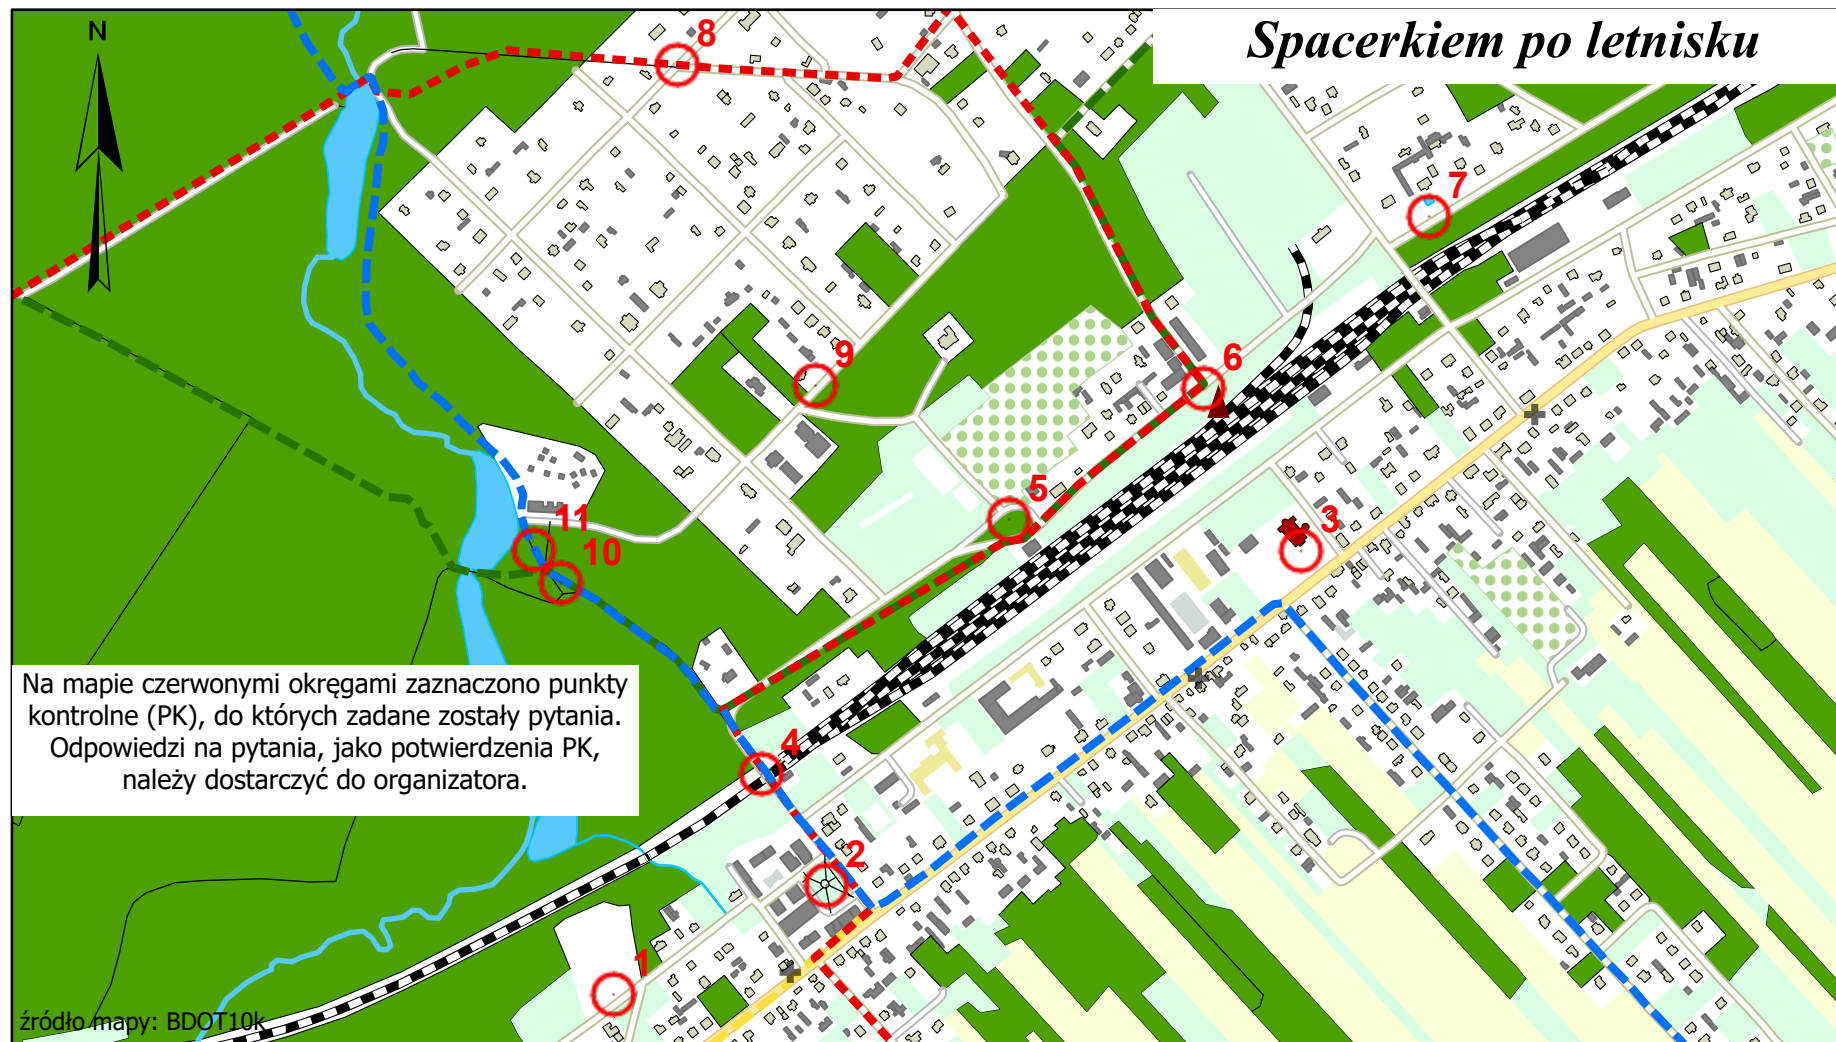 Spacerkiem po letnisku
N
8
7
9
6
5
3
11
10
Na mapie czerwonymi okręgami zaznaczono punkty
kontrolne (PK), do których zadane zostały pytania.
Odpowiedzi na pytania, jako potwierdzenia PK,
należy dostarczyć do organizatora.
4
2
1
źródło mapy: BDOT10k